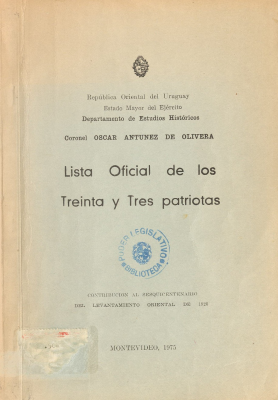 República Oriental del Uruguay
Estado Mayor del Ejército
Departamento de Estudios Históricos
Coronel OSCAR ANTUNEZ DE OLIVERA
Lista Oficial de los
Treinta y Tres patriotas
PODER LEGISLATIVO
BIBLIOTECA
CONTRIBUCION AL SESQUICENTENARIO
DEL LEVANTAMIENTO ORIENTAL DE 1825
MONTEVIDEO, 1975